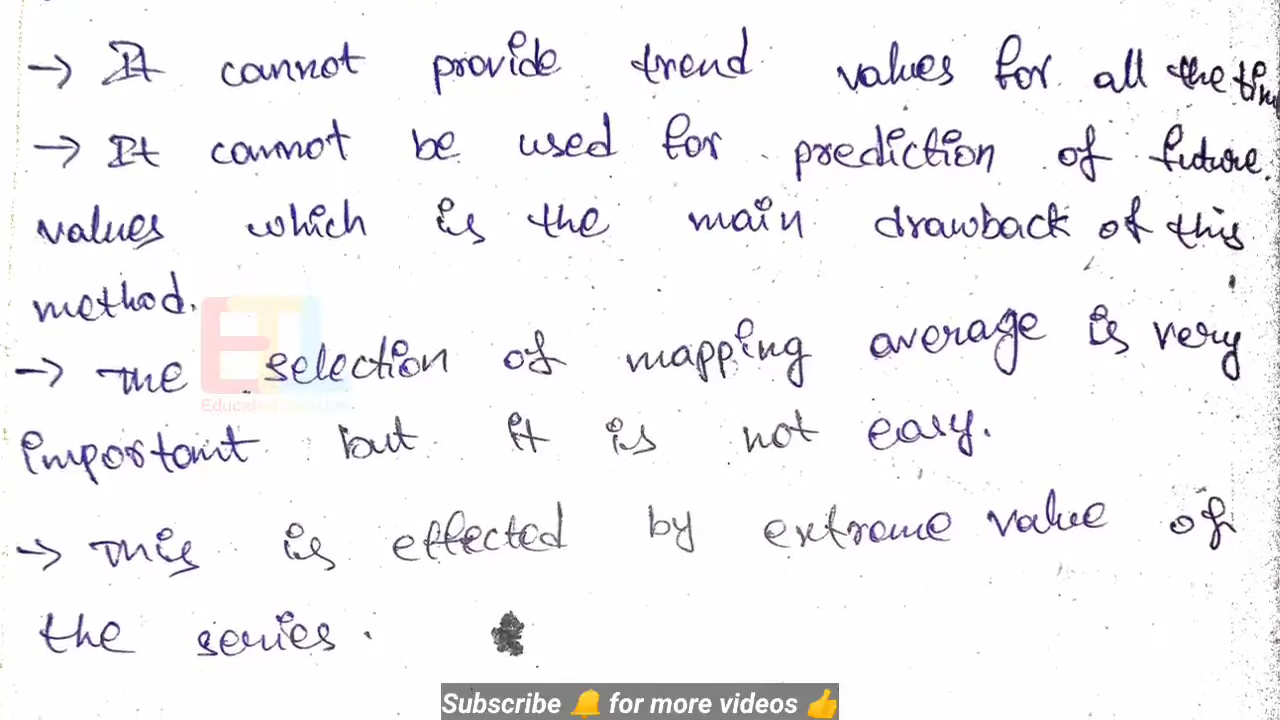 → It cannot provide trend values for all the tim
→ It cannot be used for prediction of future
values which is the main drawback of this
method.
→ The selection of mapping average is very
important but it is not easy.
→ This is effected by extreme value of
the series.
Subscribe 🔔 for more videos 👍